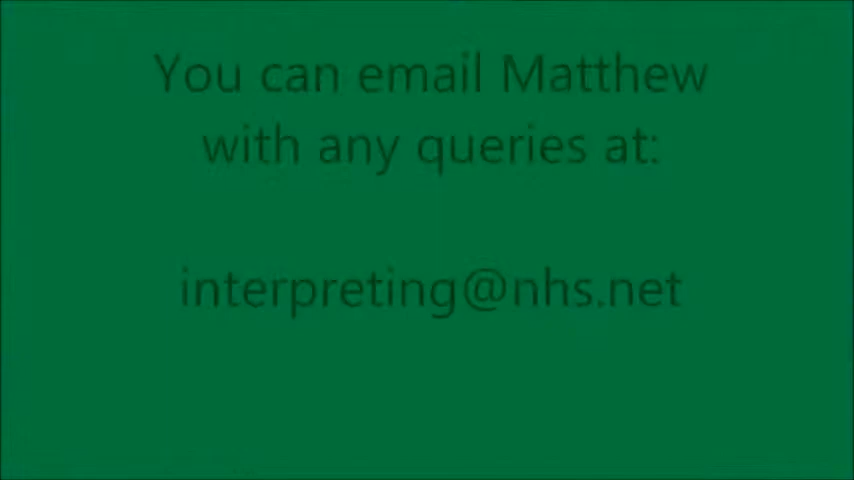 You can email Matthew
with any queries at:
interpreting@nhs.net